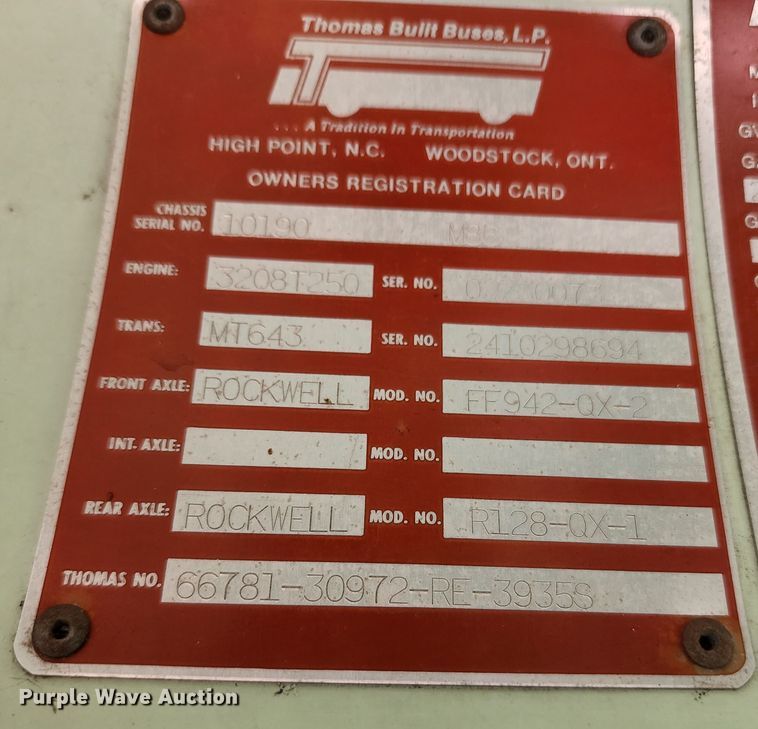 Thomas Built Buses, L.P.
T
... A Tradition In Transportation
HIGH POINT, N.C. WOODSTOCK, ONT.
OWNERS REGISTRATION CARD
CHASSIS
SERIAL NO. 10190
ENGINE: 3208T250 SER. NO.
TRANS: MT643 SER. NO. 2410298694
FRONT AXLE: ROCKWELL MOD. NO. FF942-QX-2
INT. AXLE: MOD. NO.
REAR AXLE: ROCKWELL MOD. NO. R128-QX-1
THOMAS NO. 66781-30972-RE-3935S
Purple Wave Auction